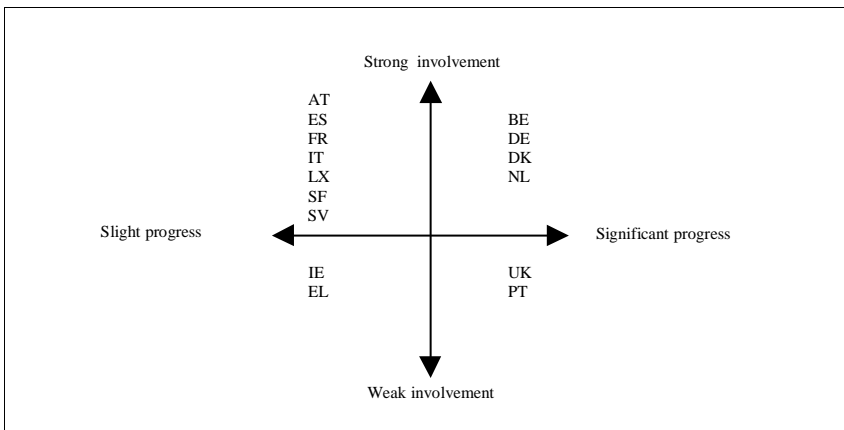 Strong involvement
AT
ES
FR
IT
LX
SF
SV
BE
DE
DK
NL
Slight progress
Significant progress
IE
EL
UK
PT
Weak involvement